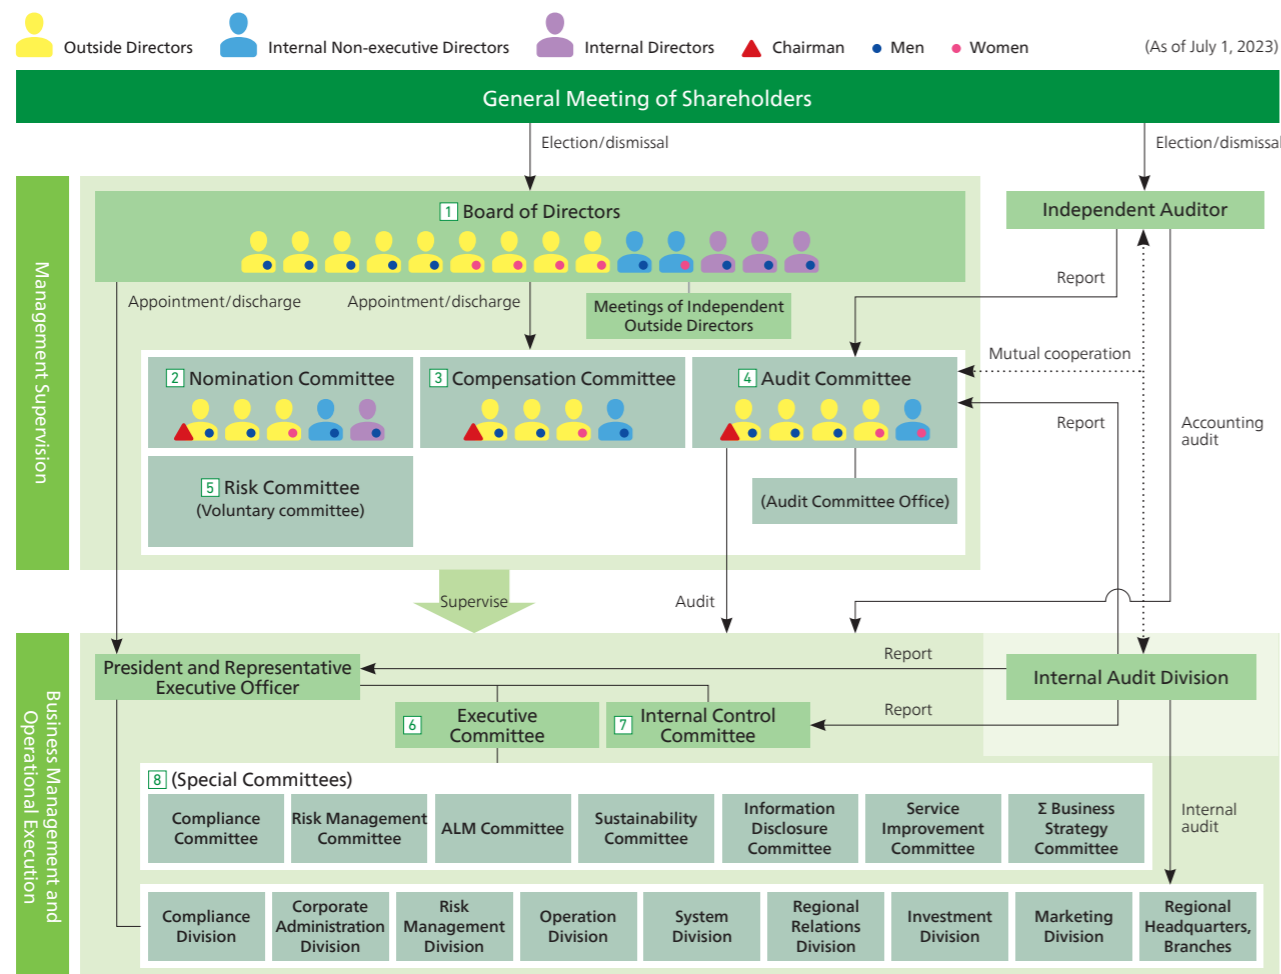 Outside Directors
Internal Non-executive Directors
Internal Directors
Chairman
Men
Women
(As of July 1, 2023)
General Meeting of Shareholders
Election/dismissal
Election/dismissal
Management Supervision
1 Board of Directors
Independent Auditor
Appointment/discharge
Appointment/discharge
Meetings of Independent
Outside Directors
Report
Mutual cooperation
2 Nomination Committee
3 Compensation Committee
4 Audit Committee
Report
Accounting
audit
5 Risk Committee
(Voluntary committee)
(Audit Committee Office)
Supervise
Audit
Business Management and
Operational Execution
President and Representative
Executive Officer
Report
Internal Audit Division
6 Executive
Committee
7 Internal Control
Committee
Report
8 (Special Committees)
Compliance
Committee
Risk Management
Committee
ALM Committee
Sustainability
Committee
Information
Disclosure
Committee
Service
Improvement
Committee
Σ Business
Strategy
Committee
Internal
audit
Compliance
Division
Corporate
Administration
Division
Risk
Management
Division
Operation
Division
System
Division
Regional
Relations
Division
Investment
Division
Marketing
Division
Regional
Headquarters,
Branches